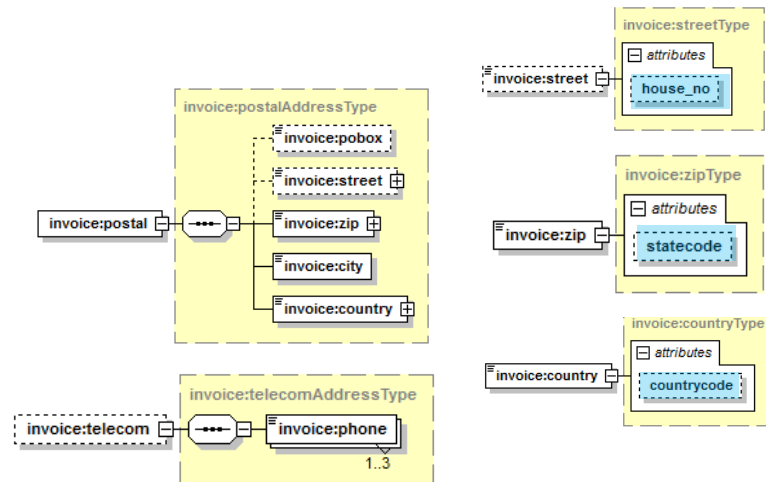 invoice:postalAddressType
invoice:postal
invoice:pobox
invoice:street
invoice:zip
invoice:city
invoice:country
invoice:telecomAddressType
invoice:telecom
invoice:phone
1..3
invoice:streetType
attributes
invoice:street
house_no
invoice:zipType
attributes
invoice:zip
statecode
invoice:countryType
attributes
invoice:country
countrycode